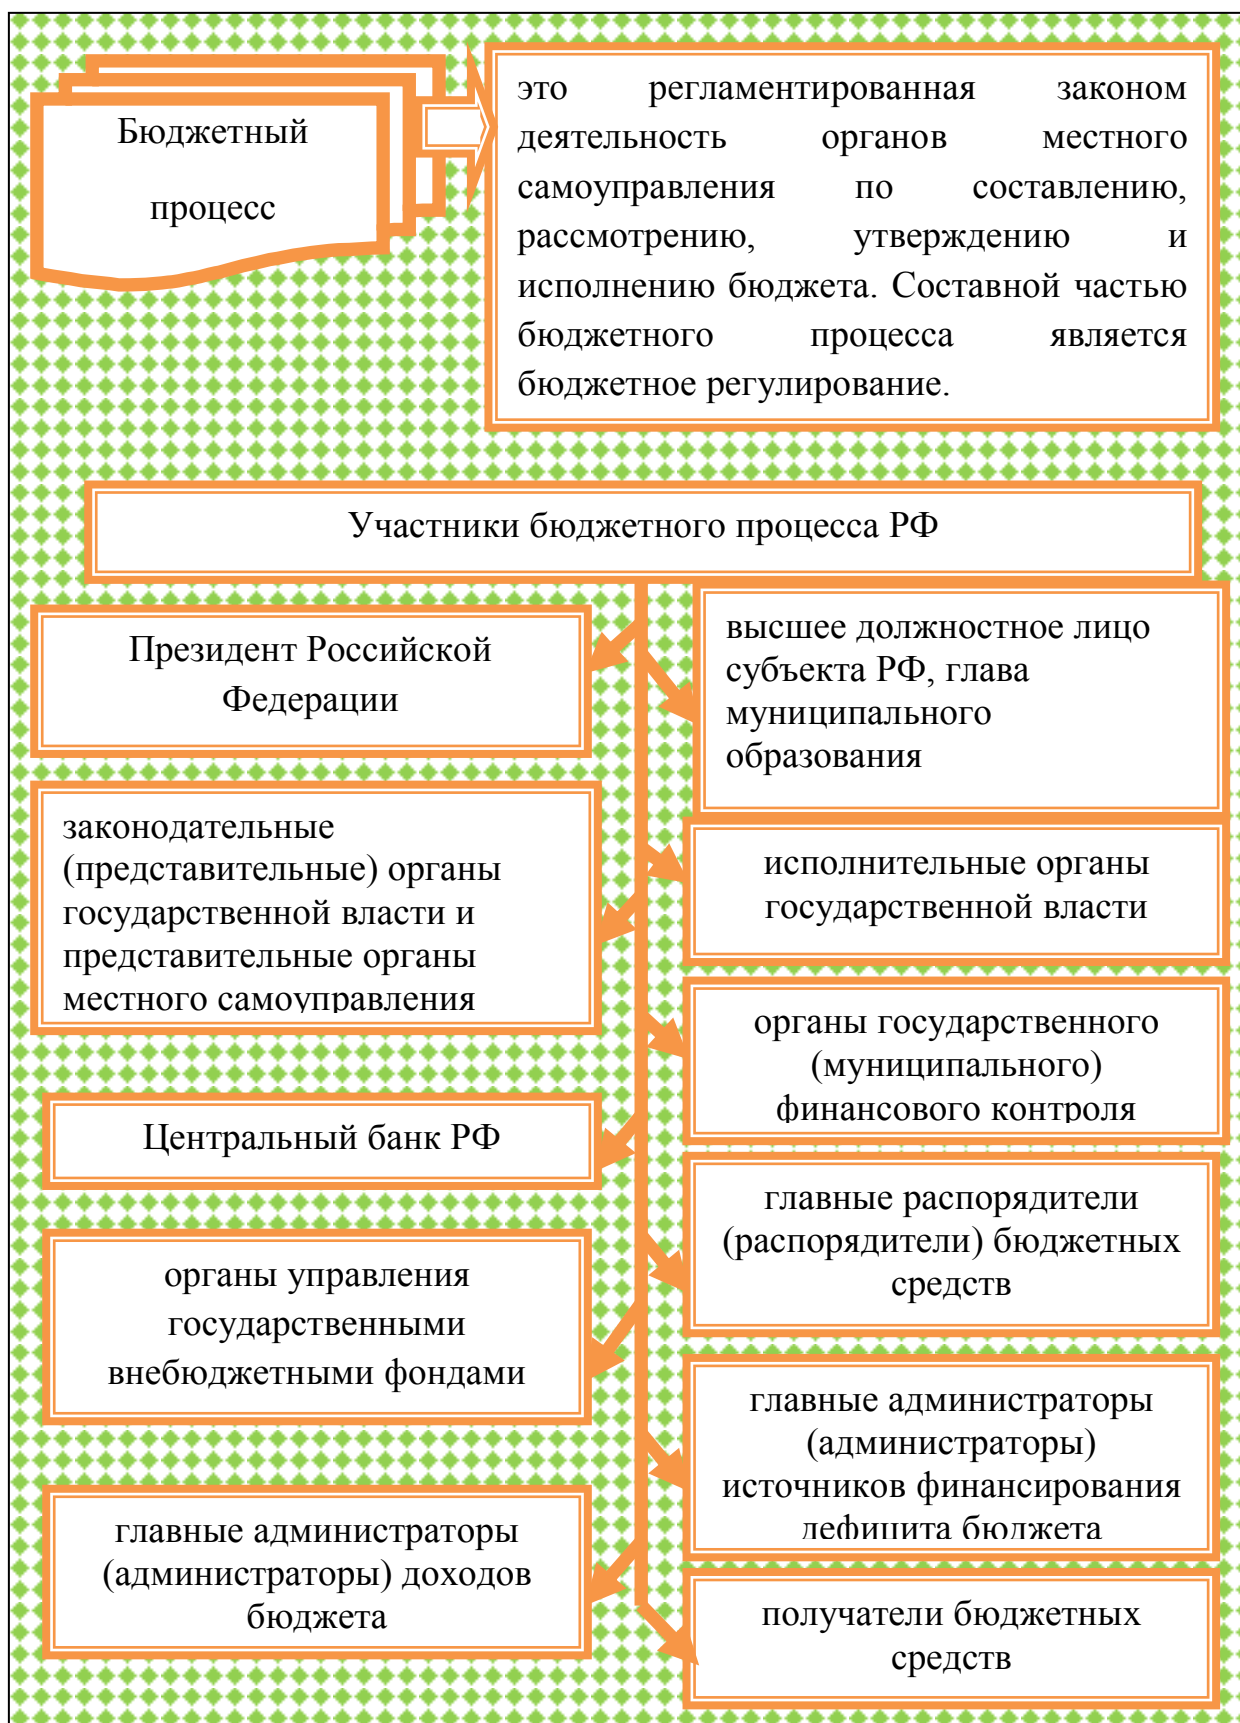 Бюджетный
процесс
это регламентированная законом
деятельность органов местного
самоуправления по составлению,
рассмотрению, утверждению и
исполнению бюджета. Составной частью
бюджетного процесса является
бюджетное регулирование.
Участники бюджетного процесса РФ
Президент Российской
Федерации
высшее должностное лицо
субъекта РФ, глава
муниципального
образования
законодательные
(представительные) органы
государственной власти и
представительные органы
местного самоуправления
исполнительные органы
государственной власти
органы государственного
(муниципального)
финансового контроля
Центральный банк РФ
главные распорядители
(распорядители) бюджетных
средств
органы управления
государственными
внебюджетными фондами
главные администраторы
(администраторы)
источников финансирования
дефицита бюджета
главные администраторы
(администраторы) доходов
бюджета
получатели бюджетных
средств